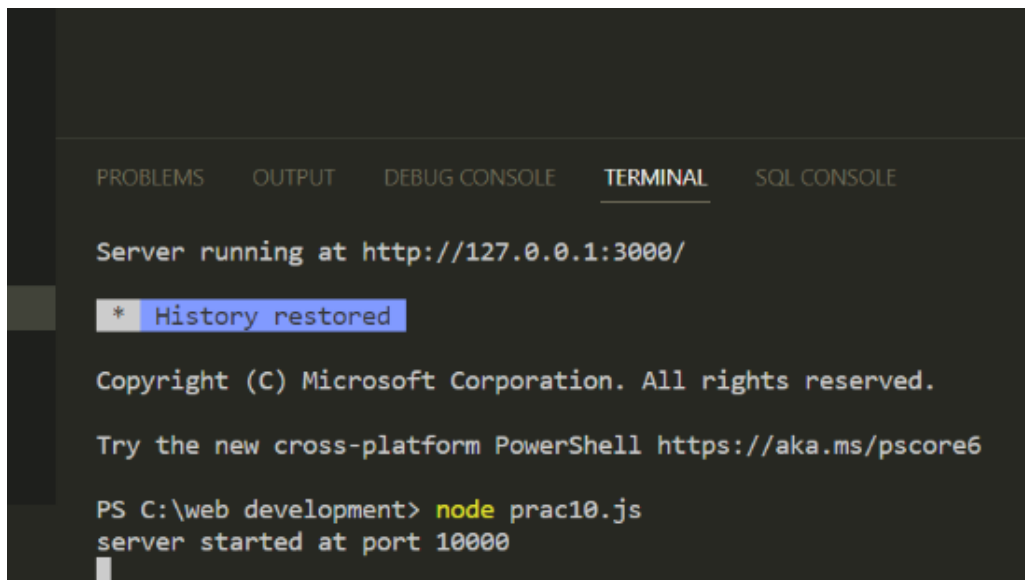 PROBLEMS OUTPUT DEBUG CONSOLE TERMINAL SQL CONSOLE
Server running at http://127.0.0.1:3000/
* History restored
Copyright (C) Microsoft Corporation. All rights reserved.
Try the new cross-platform PowerShell https://aka.ms/pscore6
PS C:\web development> node prac10.js
server started at port 10000